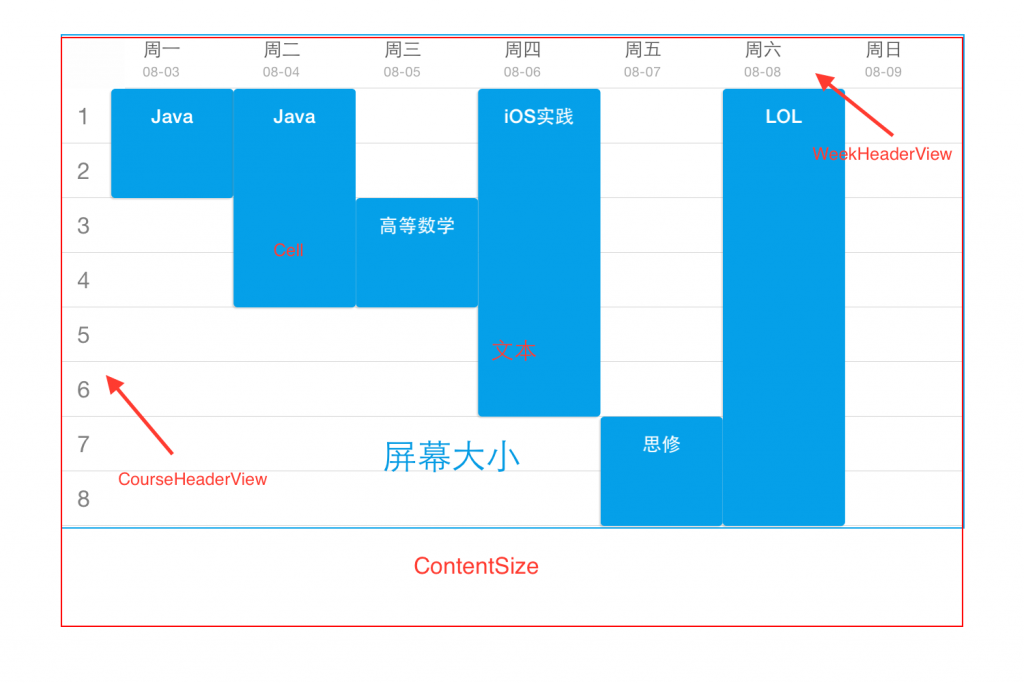 周一 周二 周三 周四 周五 周六 周日
08-03 08-04 08-05 08-06 08-07 08-08 08-09
1 Java Java iOS实践 LOL
WeekHeaderView
2
3 高等数学
Cell
4
5
文本
6
7 思修
屏幕大小
CourseHeaderView
8
ContentSize